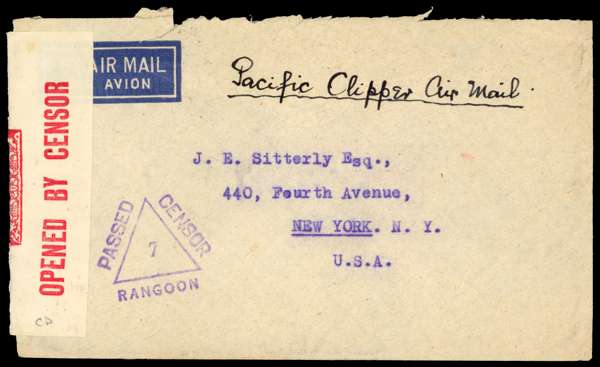 AIR MAIL
AVION
Pacific Clipper Air Mail.
OPENED BY CENSOR
J. E. Sitterly Esq.,
440, Fourth Avenue,
NEW YORK. N. Y.
U.S.A.
PASSED CENSOR
7
RANGOON
CD